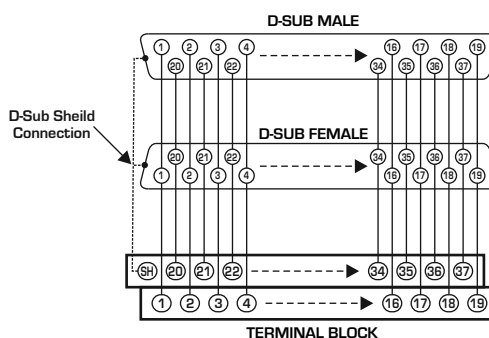 D-SUB MALE
1 2 3 4 16 17 18 19
20 21 22 34 35 36 37
D-Sub Sheild
Connection
D-SUB FEMALE
20 21 22 34 35 36 37
1 2 3 4 16 17 18 19
SH 20 21 22 34 35 36 37
1 2 3 4 16 17 18 19
TERMINAL BLOCK